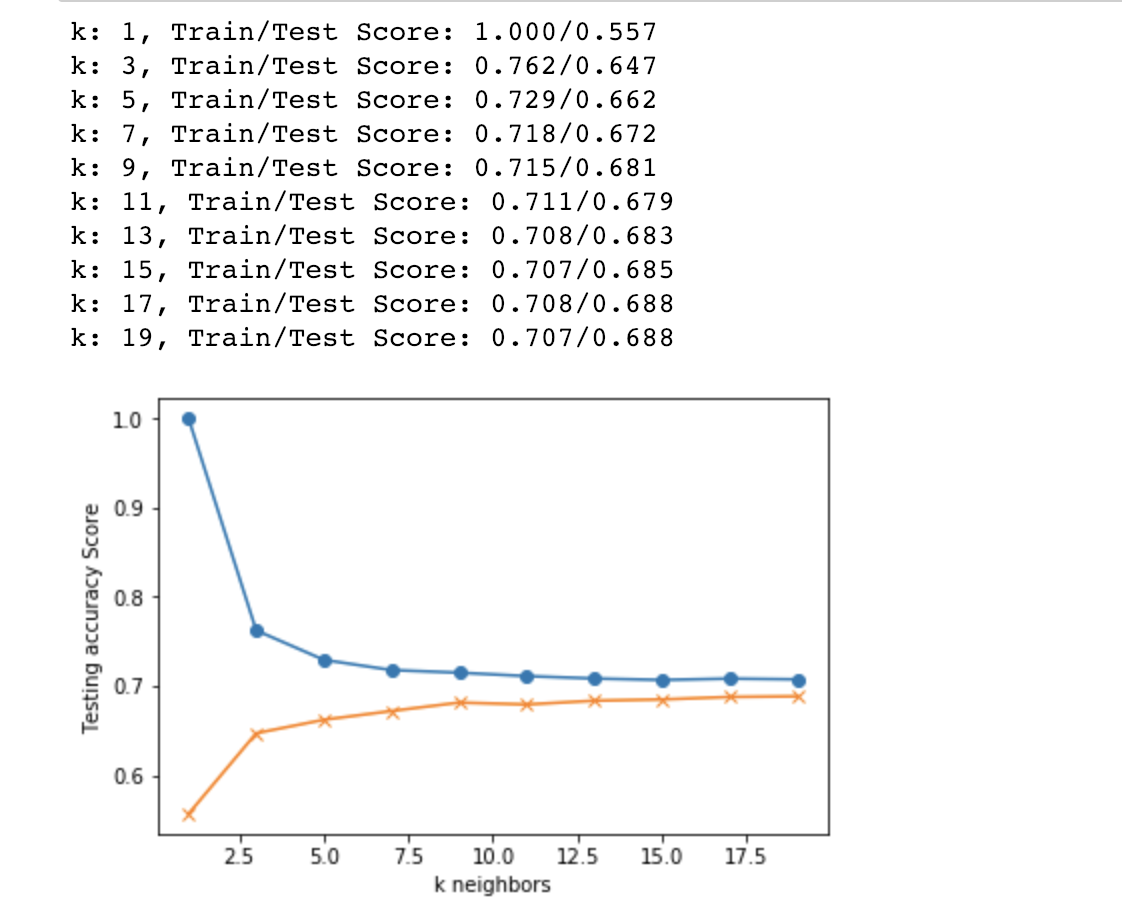 k: 1, Train/Test Score: 1.000/0.557
k: 3, Train/Test Score: 0.762/0.647
k: 5, Train/Test Score: 0.729/0.662
k: 7, Train/Test Score: 0.718/0.672
k: 9, Train/Test Score: 0.715/0.681
k: 11, Train/Test Score: 0.711/0.679
k: 13, Train/Test Score: 0.708/0.683
k: 15, Train/Test Score: 0.707/0.685
k: 17, Train/Test Score: 0.708/0.688
k: 19, Train/Test Score: 0.707/0.688
Testing accuracy Score
1.0
0.9
0.8
0.7
0.6
2.5 5.0 7.5 10.0 12.5 15.0 17.5
k neighbors